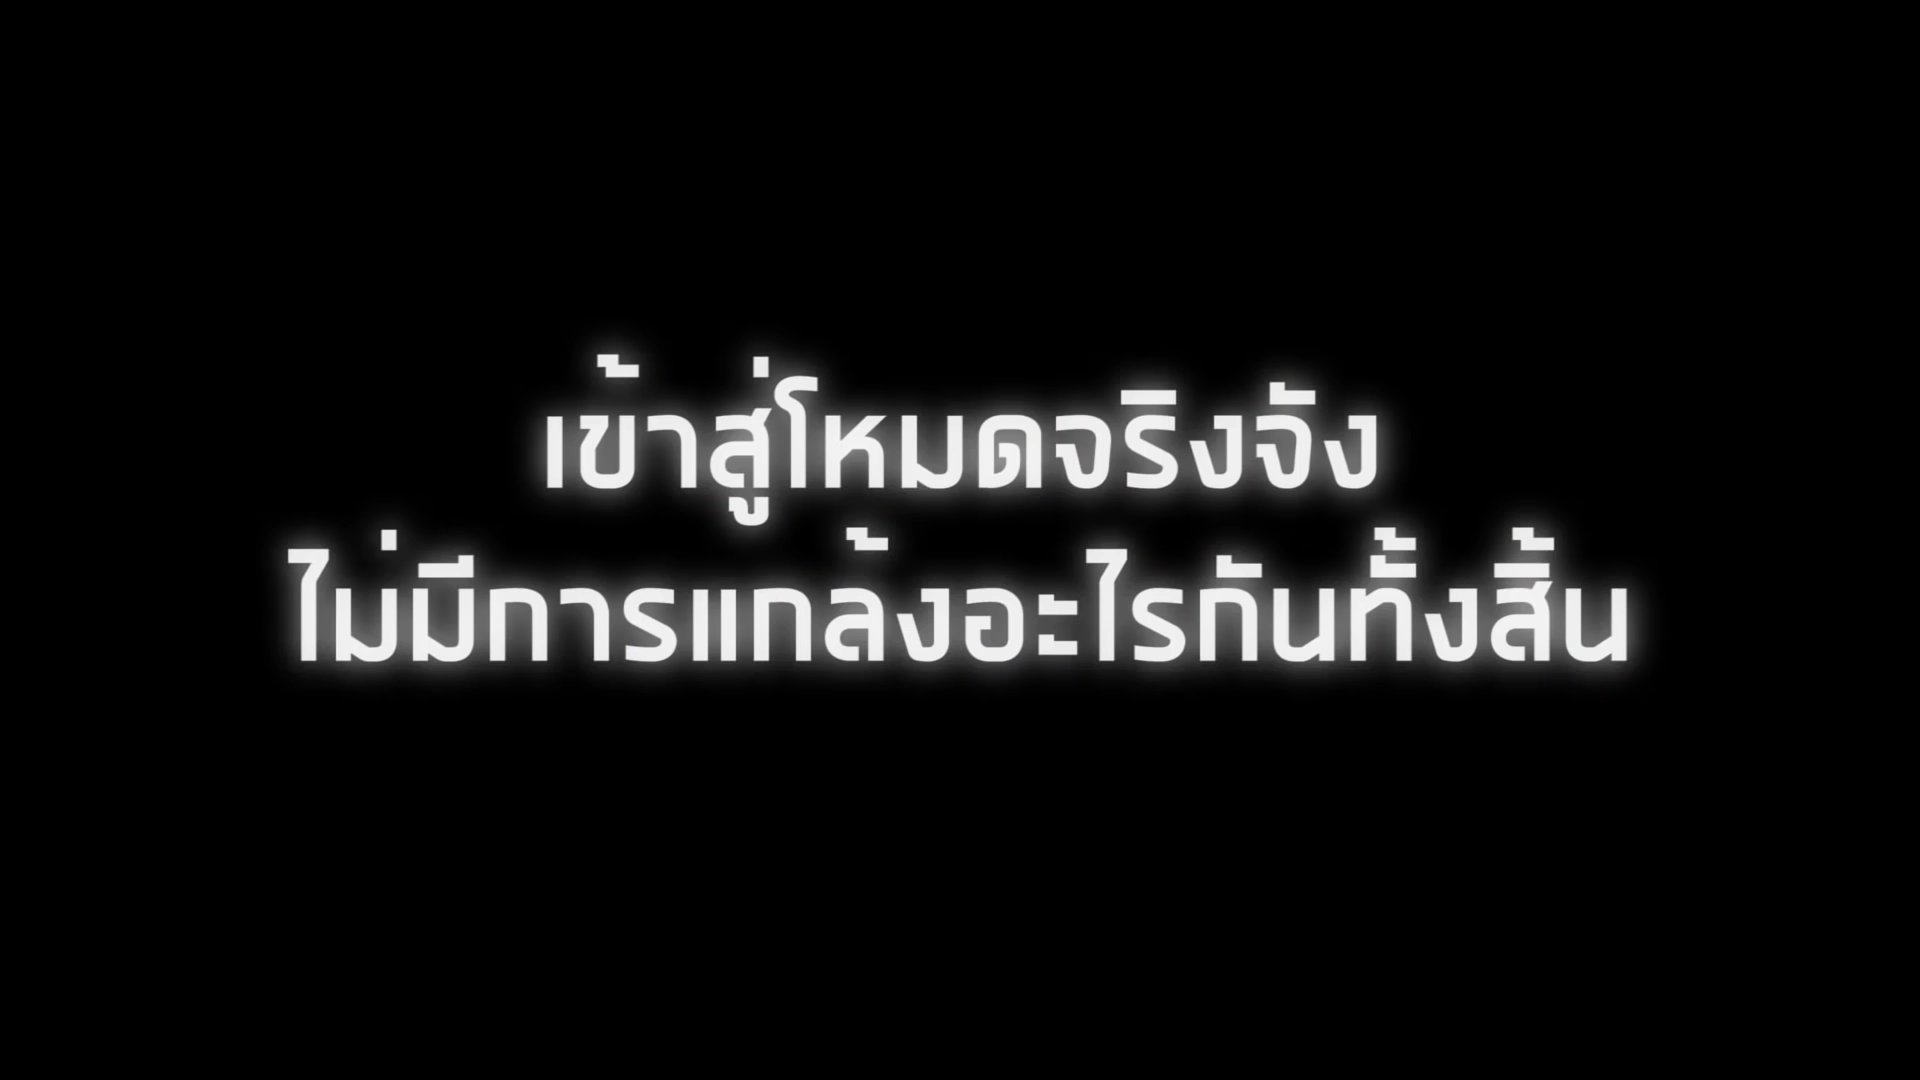 เข้าสู่โหมดจริงจัง
ไม่มีการแกล้งอะไรกันทั้งสิ้น